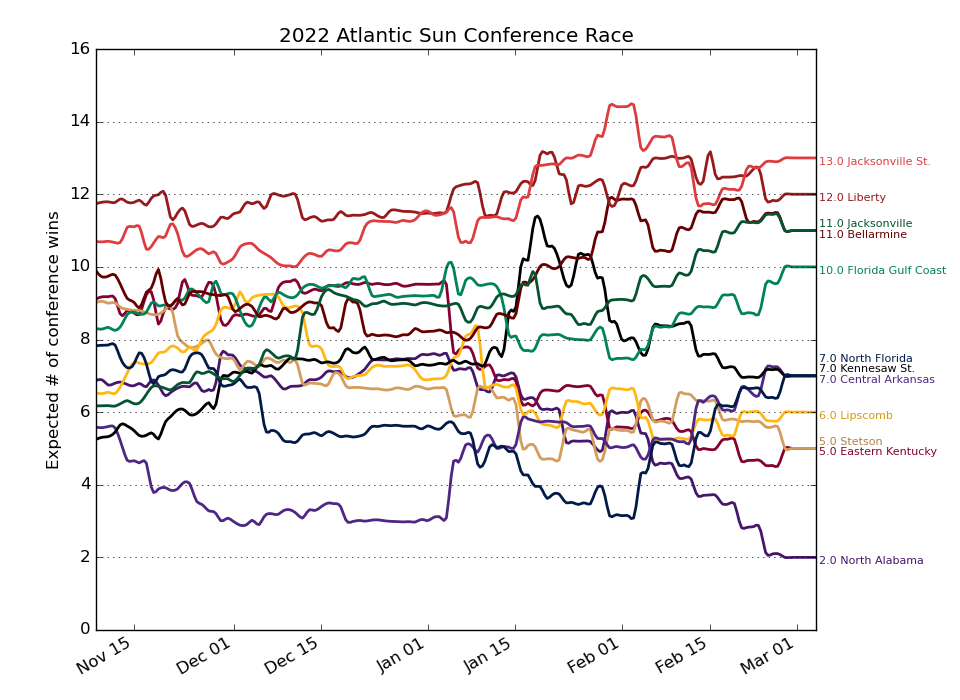 2022 Atlantic Sun Conference Race
Expected # of conference wins
16
14
12
10
8
6
4
2
0
13.0 Jacksonville St.
12.0 Liberty
11.0 Jacksonville
11.0 Bellarmine
10.0 Florida Gulf Coast
7.0 North Florida
7.0 Kennesaw St.
7.0 Central Arkansas
6.0 Lipscomb
5.0 Stetson
5.0 Eastern Kentucky
2.0 North Alabama
Nov 15
Dec 01
Dec 15
Jan 01
Jan 15
Feb 01
Feb 15
Mar 01